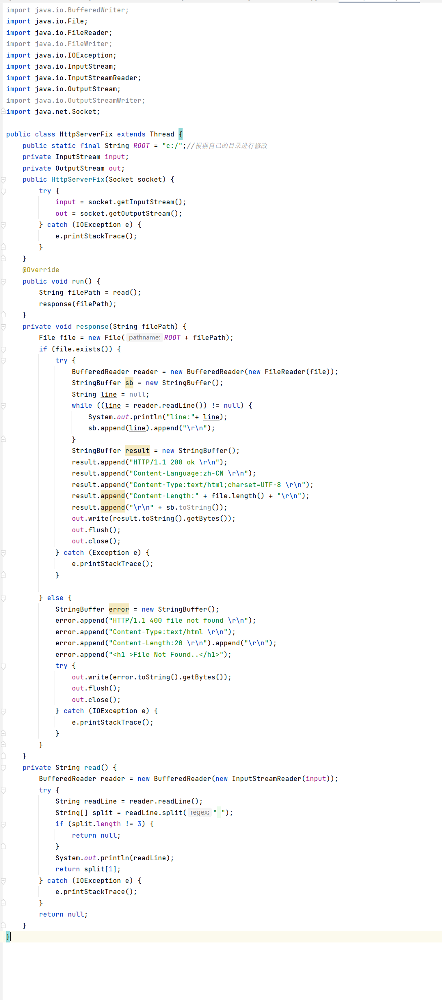 import java.io.BufferedWriter;
import java.io.File;
import java.io.FileReader;
import java.io.FileWriter;
import java.io.IOException;
import java.io.InputStream;
import java.io.InputStreamReader;
import java.io.OutputStream;
import java.io.OutputStreamWriter;
import java.net.Socket;
public class HttpServerFix extends Thread {
public static final String ROOT = "c:/";//根据自己的目录进行修改
private InputStream input;
private OutputStream out;
public HttpServerFix(Socket socket) {
try {
input = socket.getInputStream();
out = socket.getOutputStream();
} catch (IOException e) {
e.printStackTrace();
}
}
@Override
public void run() {
String filePath = read();
response(filePath);
}
private void response(String filePath) {
File file = new File( pathname: ROOT + filePath);
if (file.exists()) {
try {
BufferedReader reader = new BufferedReader(new FileReader(file));
StringBuffer sb = new StringBuffer();
String line = null;
while ((line = reader.readLine()) != null) {
System.out.println("line:"+ line);
sb.append(line).append("\r\n");
}
StringBuffer result = new StringBuffer();
result.append("HTTP/1.1 200 ok \r\n");
result.append("Content-Language:zh-CN \r\n");
result.append("Content-Type:text/html;charset=UTF-8 \r\n");
result.append("Content-Length:" + file.length() + "\r\n");
result.append("\r\n" + sb.toString());
out.write(result.toString().getBytes());
out.flush();
out.close();
} catch (Exception e) {
e.printStackTrace();
}
} else {
StringBuffer error = new StringBuffer();
error.append("HTTP/1.1 400 file not found \r\n");
error.append("Content-Type:text/html \r\n");
error.append("Content-Length:20 \r\n").append("\r\n");
error.append("<h1 >File Not Found..</h1>");
try {
out.write(error.toString().getBytes());
out.flush();
out.close();
} catch (IOException e) {
e.printStackTrace();
}
}
}
private String read() {
BufferedReader reader = new BufferedReader(new InputStreamReader(input));
try {
String readLine = reader.readLine();
String[] split = readLine.split( regex: " ");
if (split.length != 3) {
return null;
}
System.out.println(readLine);
return split[1];
} catch (IOException e) {
e.printStackTrace();
}
return null;
}
}